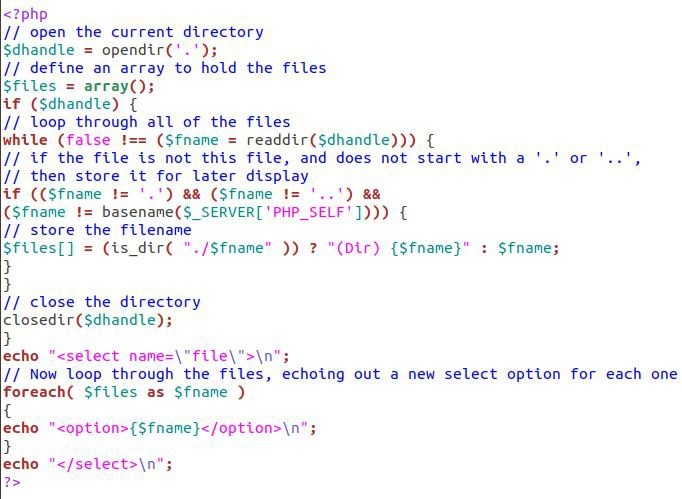 <?php
// open the current directory
$dhandle = opendir('.');
// define an array to hold the files
$files = array();
if ($dhandle) {
// loop through all of the files
while (false !== ($fname = readdir($dhandle))) {
// if the file is not this file, and does not start with a '.' or '..',
// then store it for later display
if (($fname != '.') && ($fname != '..') &&
($fname != basename($_SERVER['PHP_SELF']))) {
// store the filename
$files[] = (is_dir( "./$fname" )) ? "(Dir) {$fname}" : $fname;
}
}
// close the directory
closedir($dhandle);
}
echo "<select name=\"file\">\n";
// Now loop through the files, echoing out a new select option for each one
foreach( $files as $fname )
{
echo "<option>{$fname}</option>\n";
}
echo "</select>\n";
?>